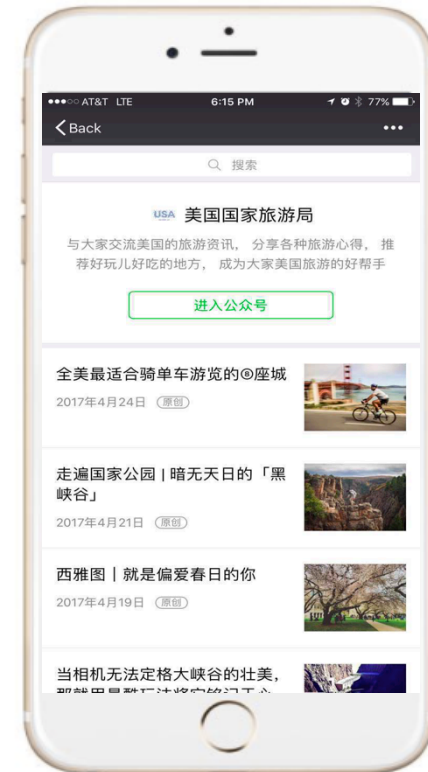 AT&T LTE 6:15 PM 77%
Back
搜索
USA 美国国家旅游局
与大家交流美国的旅游资讯， 分享各种旅游心得， 推
荐好玩儿好吃的地方， 成为大家美国旅游的好帮手
进入公众号
全美最适合骑单车游览的⑧座城
2017年4月24日 原创
走遍国家公园 | 暗无天日的「黑
峡谷」
2017年4月21日 原创
西雅图 | 就是偏爱春日的你
2017年4月19日 原创
当相机无法定格大峡谷的壮美，